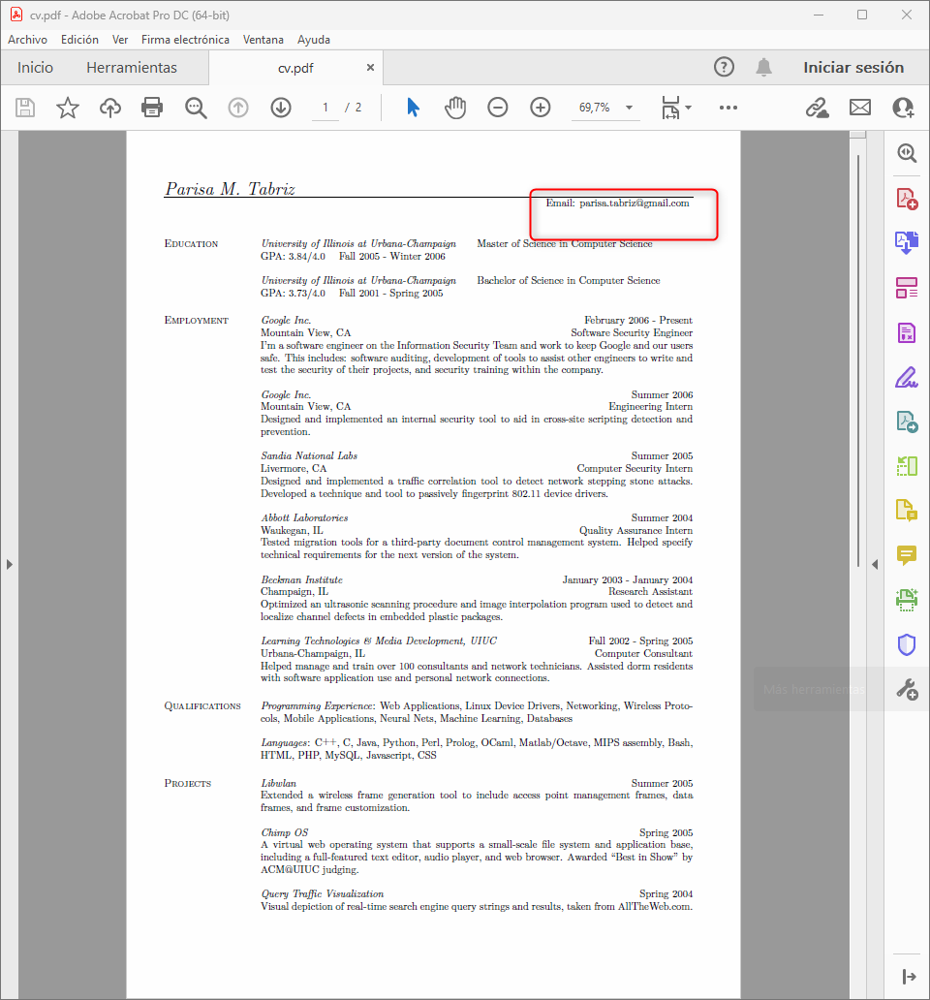 cv.pdf - Adobe Acrobat Pro DC (64-bit)
Archivo Edición Ver Firma electrónica Ventana Ayuda
Inicio Herramientas cv.pdf × Iniciar sesión
1 / 2 69,7%
Parisa M. Tabriz
Email: parisa.tabriz@gmail.com
Education University of Illinois at Urbana-Champaign Master of Science in Computer Science
GPA: 3.84/4.0 Fall 2005 - Winter 2006
University of Illinois at Urbana-Champaign Bachelor of Science in Computer Science
GPA: 3.73/4.0 Fall 2001 - Spring 2005
Employment Google Inc. February 2006 - Present
Mountain View, CA Software Security Engineer
I'm a software engineer on the Information Security Team and work to keep Google and our users
safe. This includes: software auditing, development of tools to assist other engineers to write and
test the security of their projects, and security training within the company.
Google Inc. Summer 2006
Mountain View, CA Engineering Intern
Designed and implemented an internal security tool to aid in cross-site scripting detection and
prevention.
Sandia National Labs Summer 2005
Livermore, CA Computer Security Intern
Designed and implemented a traffic correlation tool to detect network stepping stone attacks.
Developed a technique and tool to passively fingerprint 802.11 device drivers.
Abbott Laboratories Summer 2004
Waukegan, IL Quality Assurance Intern
Tested migration tools for a third-party document control management system. Helped specify
technical requirements for the next version of the system.
Beckman Institute January 2003 - January 2004
Champaign, IL Research Assistant
Optimized an ultrasonic scanning procedure and image interpolation program used to detect and
localize channel defects in embedded plastic packages.
Learning Technologies & Media Development, UIUC Fall 2002 - Spring 2005
Urbana-Champaign, IL Computer Consultant
Helped manage and train over 100 consultants and network technicians. Assisted dorm residents
with software application use and personal network connections.
Más herramientas
Qualifications Programming Experience: Web Applications, Linux Device Drivers, Networking, Wireless Proto-
cols, Mobile Applications, Neural Nets, Machine Learning, Databases
Languages: C++, C, Java, Python, Perl, Prolog, OCaml, Matlab/Octave, MIPS assembly, Bash,
HTML, PHP, MySQL, Javascript, CSS
Projects Libwlan Summer 2005
Extended a wireless frame generation tool to include access point management frames, data
frames, and frame customization.
Chimp OS Spring 2005
A virtual web operating system that supports a small-scale file system and application base,
including a full-featured text editor, audio player, and web browser. Awarded “Best in Show” by
ACM@UIUC judging.
Query Traffic Visualization Spring 2004
Visual depiction of real-time search engine query strings and results, taken from AllTheWeb.com.